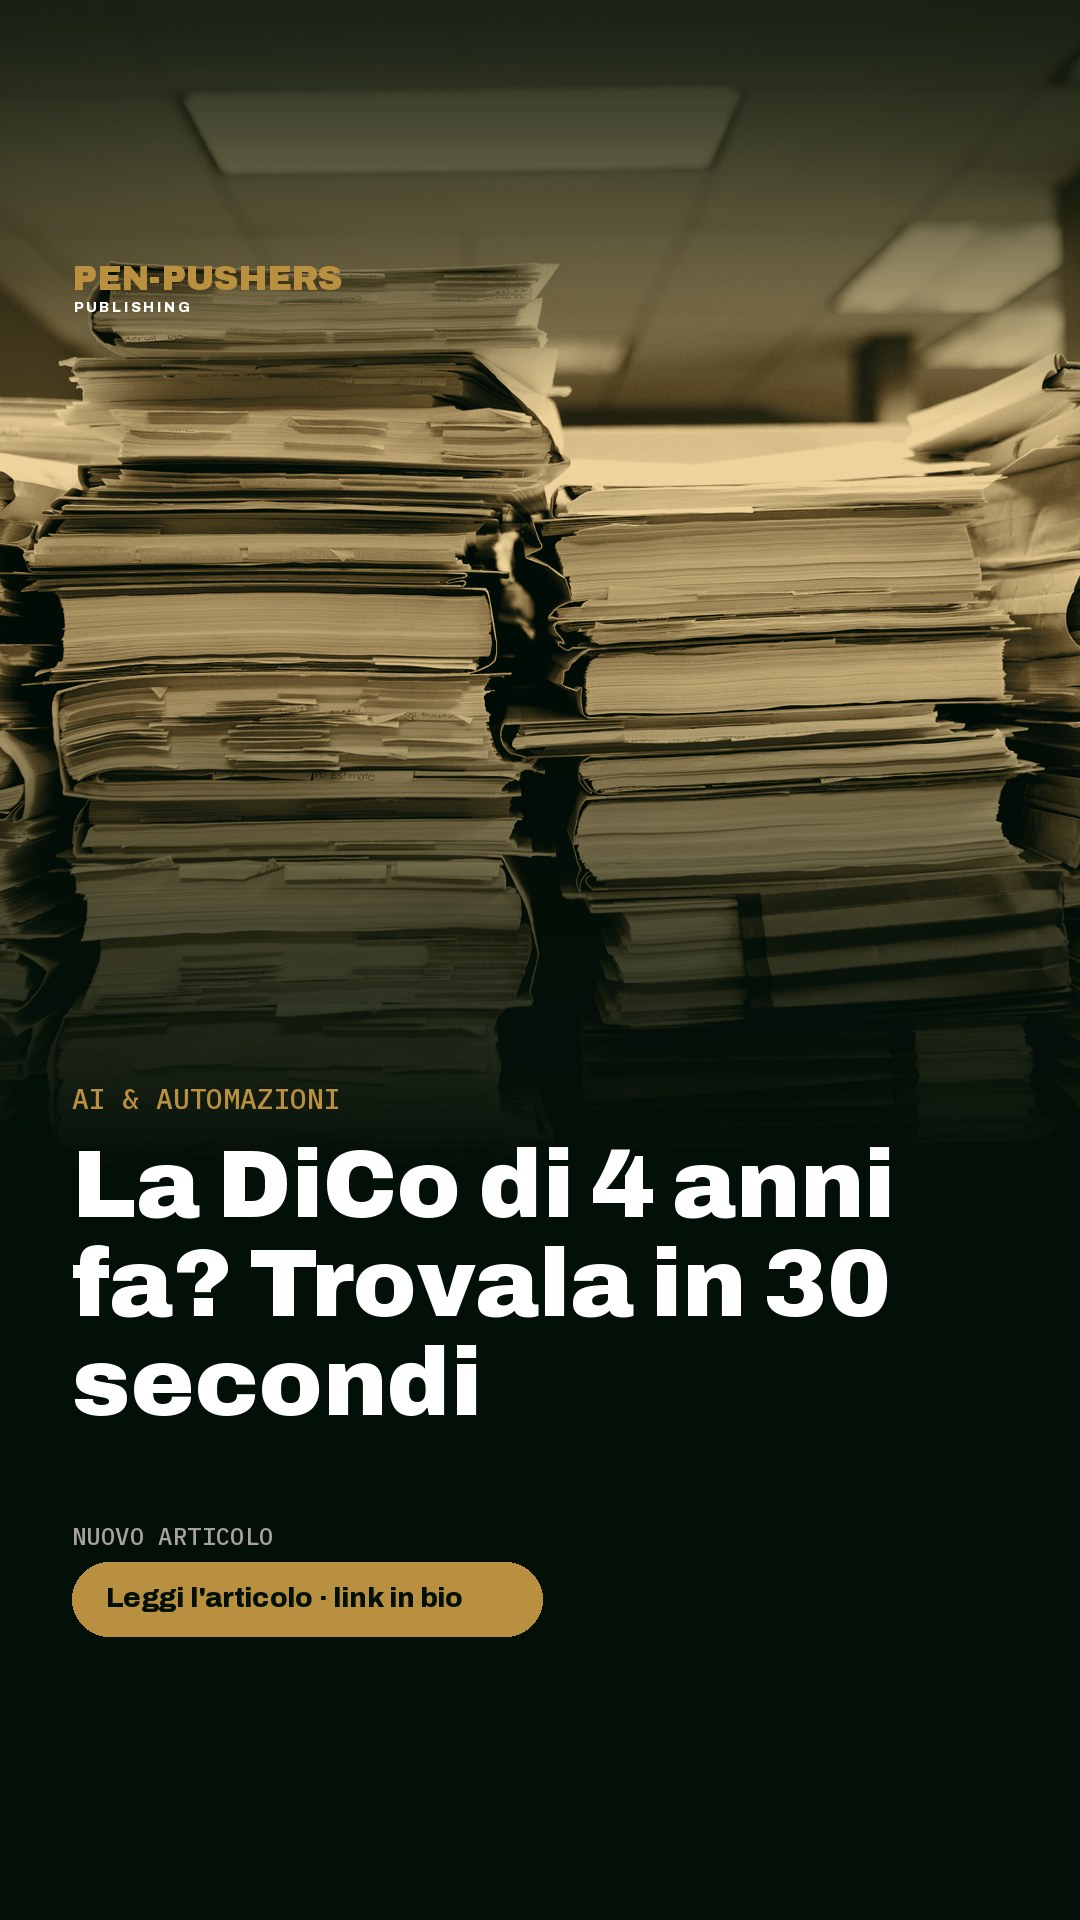 PEN-PUSHERS
PUBLISHING
AI & AUTOMAZIONI
La DiCo di 4 anni
fa? Trovala in 30
secondi
NUOVO ARTICOLO
Leggi l'articolo · link in bio